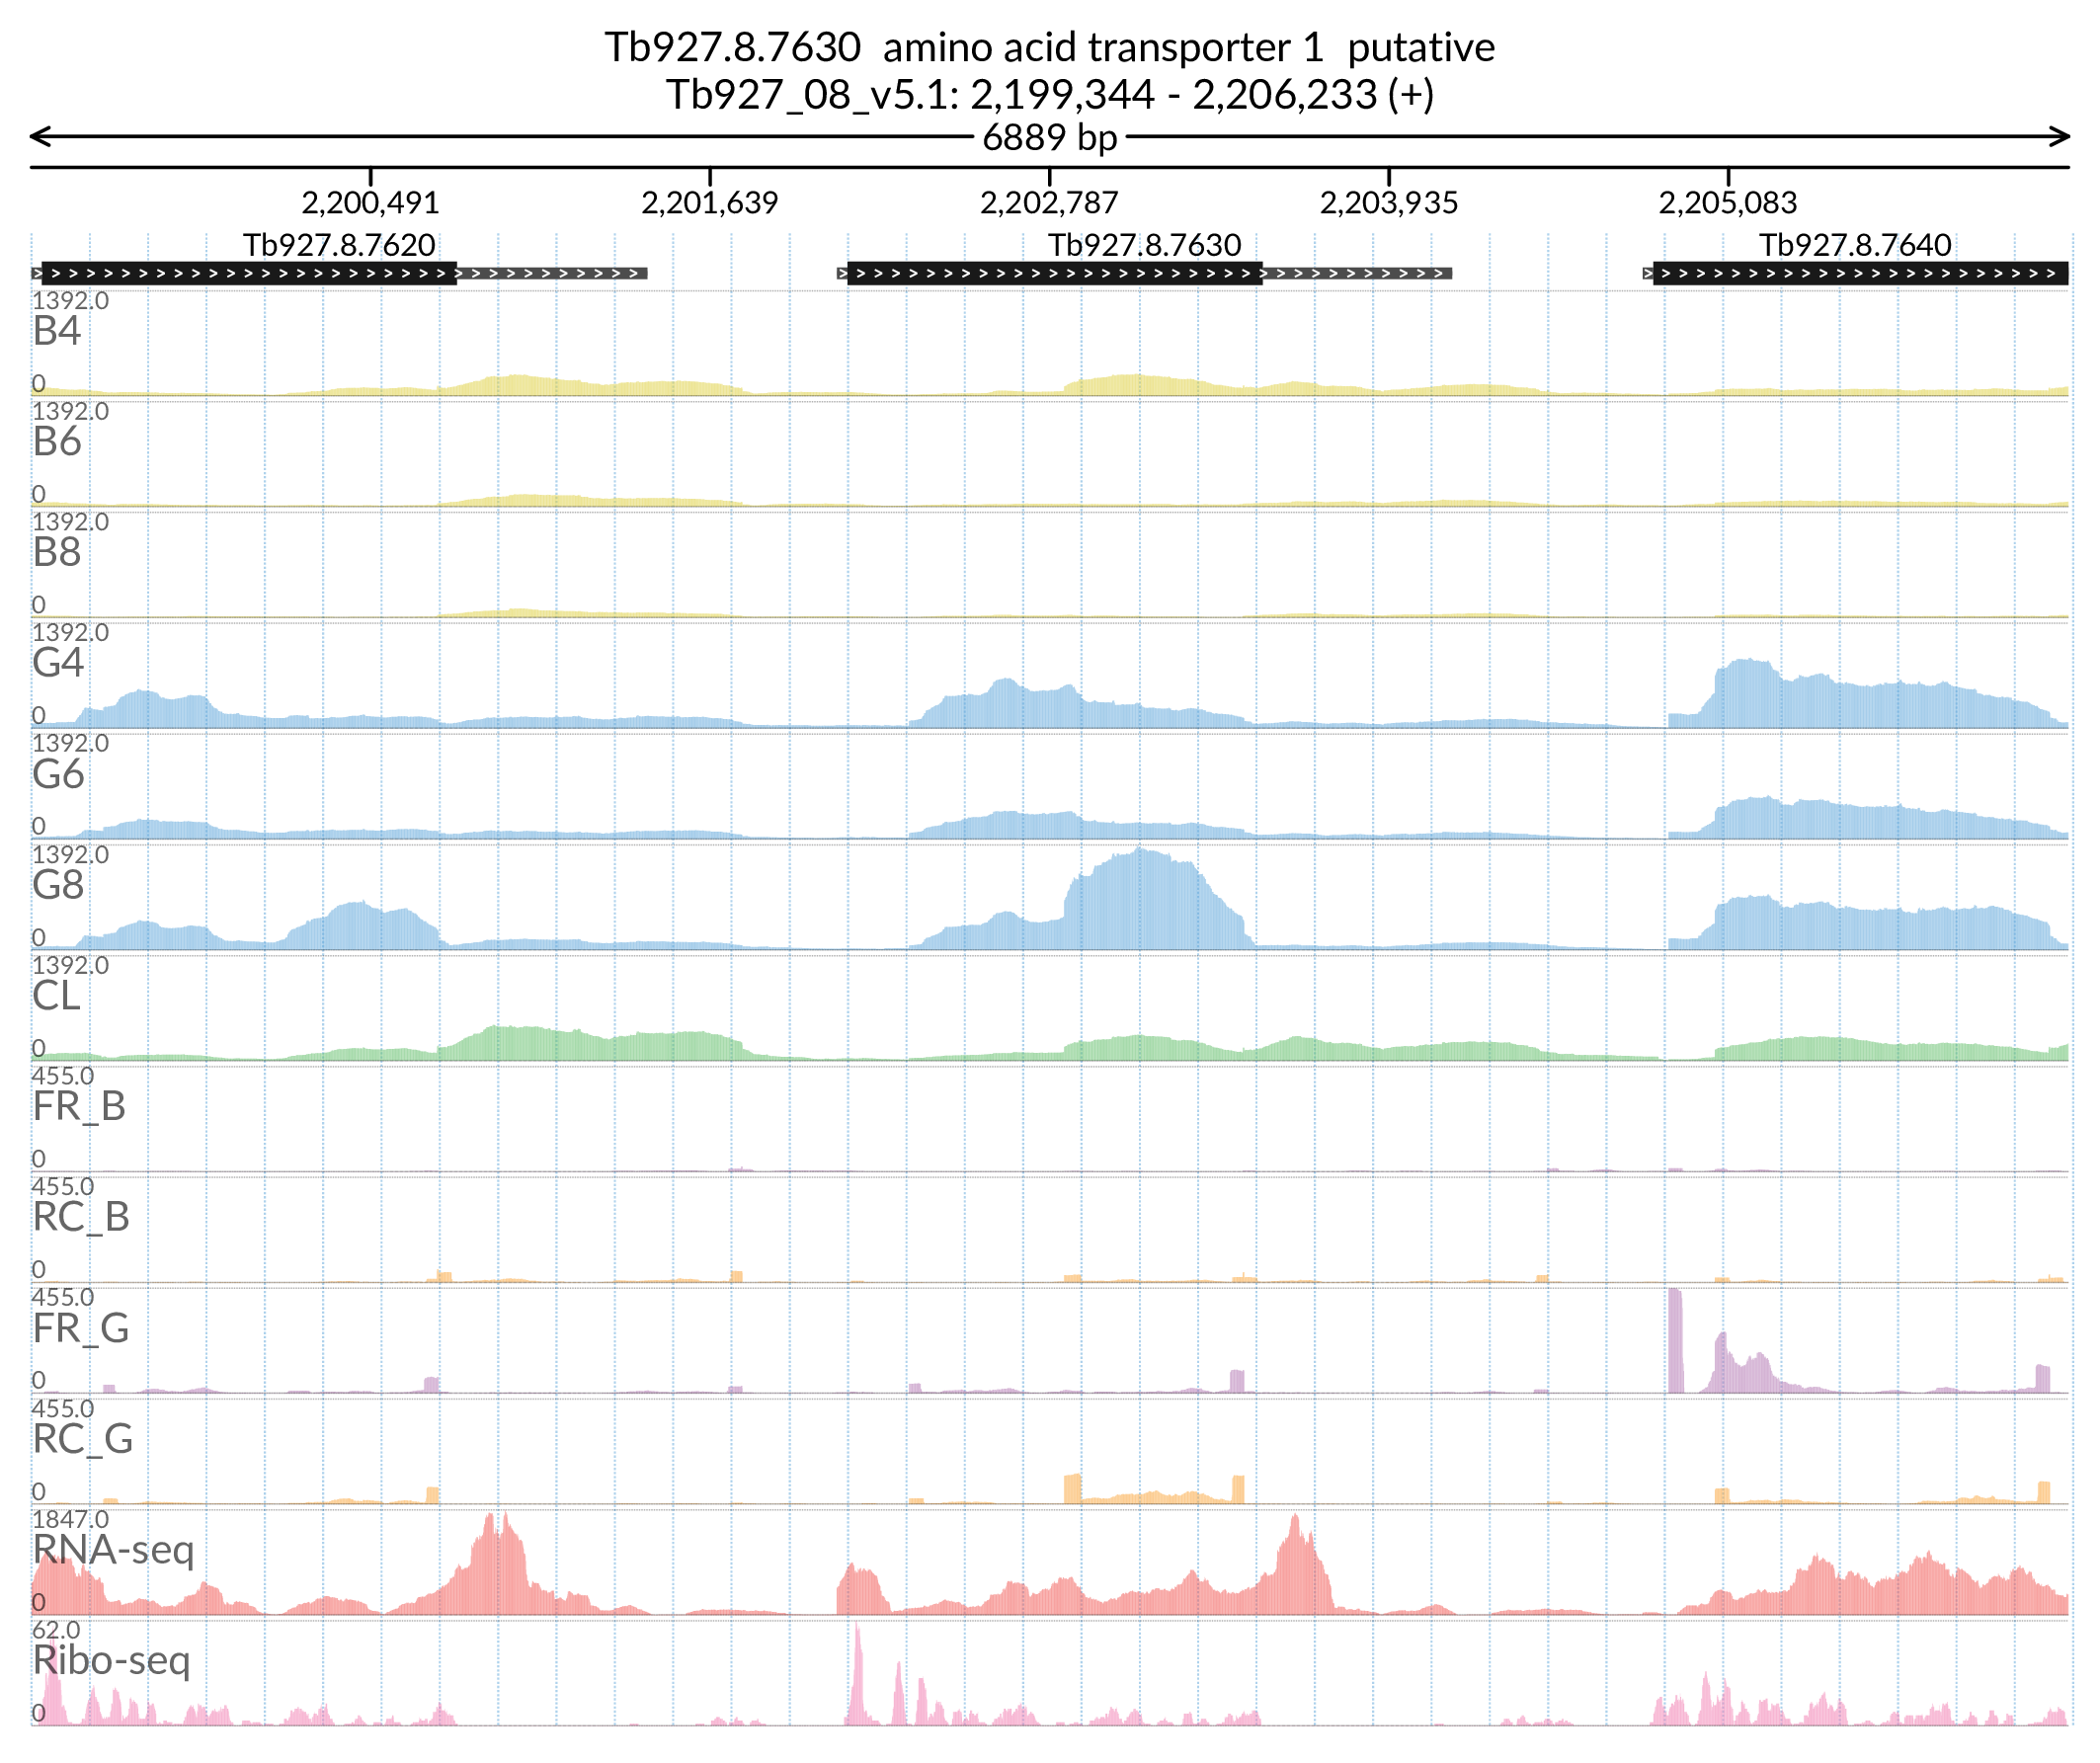 Tb927.8.7630  amino acid transporter 1  putative
Tb927_08_v5.1: 2,199,344 - 2,206,233 (+)
6889 bp
2,200,491 2,201,639 2,202,787 2,203,935 2,205,083
Tb927.8.7620 Tb927.8.7630 Tb927.8.7640
1392.0
B4
0
1392.0
B6
0
1392.0
B8
0
1392.0
G4
0
1392.0
G6
0
1392.0
G8
0
1392.0
CL
0
455.0
FR_B
0
455.0
RC_B
0
455.0
FR_G
0
455.0
RC_G
0
1847.0
RNA-seq
0
62.0
Ribo-seq
0